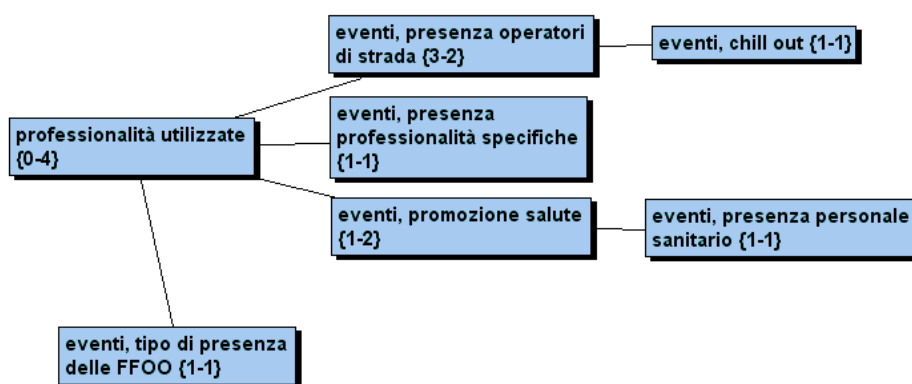 eventi, presenza operatori
di strada {3-2}
eventi, chill out {1-1}
eventi, presenza
professionalità specifiche
{1-1}
professionalità utilizzate
{0-4}
eventi, promozione salute
{1-2}
eventi, presenza personale
sanitario {1-1}
eventi, tipo di presenza
delle FFOO {1-1}